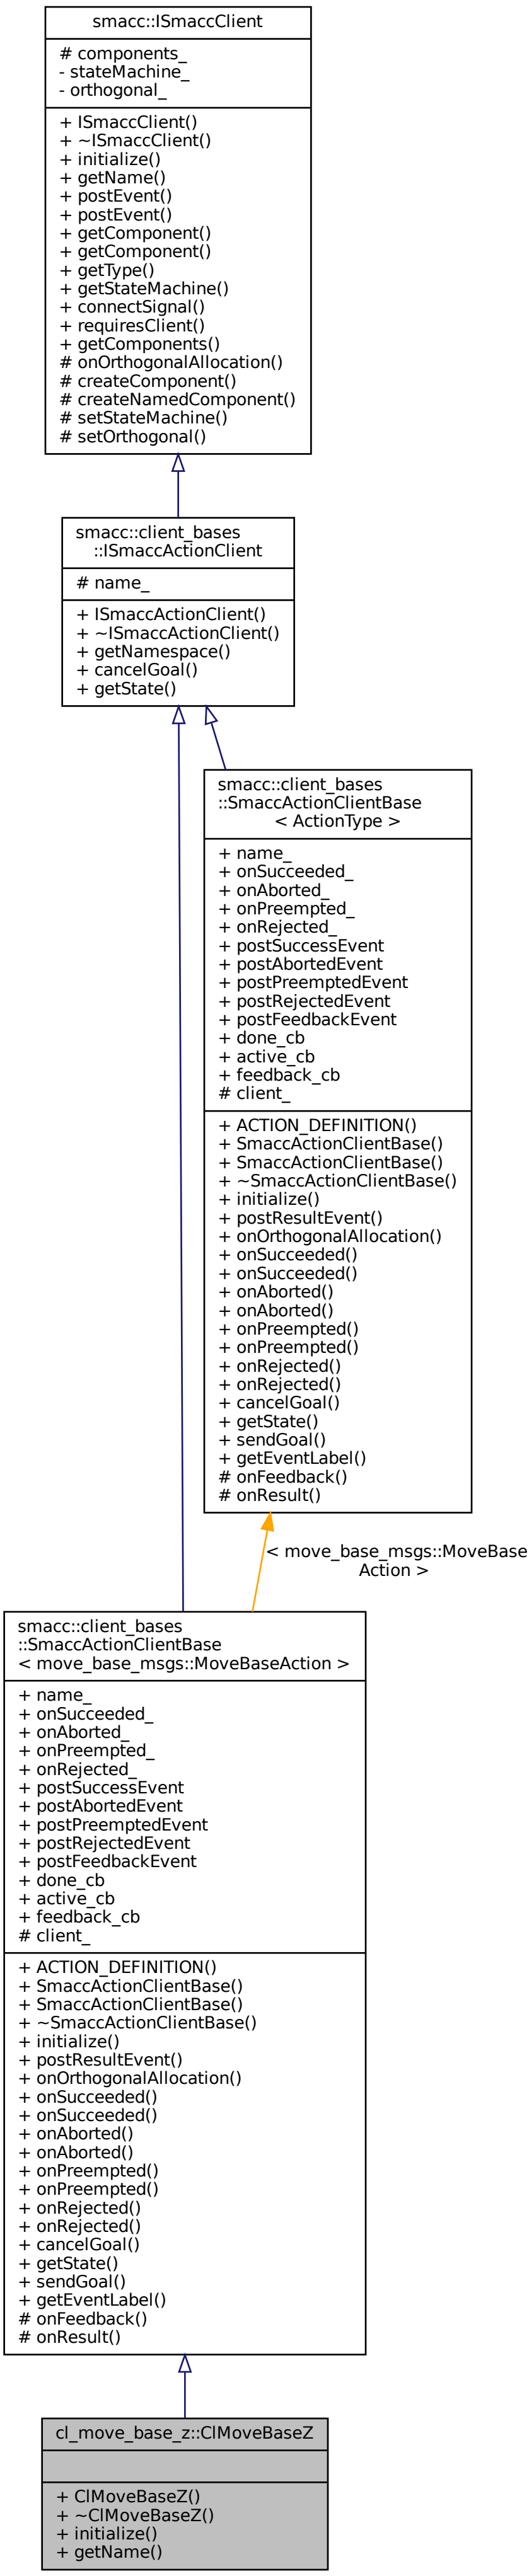 smacc::ISmaccClient
# components_
- stateMachine_
- orthogonal_
+ ISmaccClient()
+ ~ISmaccClient()
+ initialize()
+ getName()
+ postEvent()
+ postEvent()
+ getComponent()
+ getComponent()
+ getType()
+ getStateMachine()
+ connectSignal()
+ requiresClient()
+ getComponents()
# onOrthogonalAllocation()
# createComponent()
# createNamedComponent()
# setStateMachine()
# setOrthogonal()
smacc::client_bases
::ISmaccActionClient
# name_
+ ISmaccActionClient()
+ ~ISmaccActionClient()
+ getNamespace()
+ cancelGoal()
+ getState()
smacc::client_bases
::SmaccActionClientBase
< ActionType >
+ name_
+ onSucceeded_
+ onAborted_
+ onPreempted_
+ onRejected_
+ postSuccessEvent
+ postAbortedEvent
+ postPreemptedEvent
+ postRejectedEvent
+ postFeedbackEvent
+ done_cb
+ active_cb
+ feedback_cb
# client_
+ ACTION_DEFINITION()
+ SmaccActionClientBase()
+ SmaccActionClientBase()
+ ~SmaccActionClientBase()
+ initialize()
+ postResultEvent()
+ onOrthogonalAllocation()
+ onSucceeded()
+ onSucceeded()
+ onAborted()
+ onAborted()
+ onPreempted()
+ onPreempted()
+ onRejected()
+ onRejected()
+ cancelGoal()
+ getState()
+ sendGoal()
+ getEventLabel()
# onFeedback()
# onResult()
< move_base_msgs::MoveBase
Action >
smacc::client_bases
::SmaccActionClientBase
< move_base_msgs::MoveBaseAction >
+ name_
+ onSucceeded_
+ onAborted_
+ onPreempted_
+ onRejected_
+ postSuccessEvent
+ postAbortedEvent
+ postPreemptedEvent
+ postRejectedEvent
+ postFeedbackEvent
+ done_cb
+ active_cb
+ feedback_cb
# client_
+ ACTION_DEFINITION()
+ SmaccActionClientBase()
+ SmaccActionClientBase()
+ ~SmaccActionClientBase()
+ initialize()
+ postResultEvent()
+ onOrthogonalAllocation()
+ onSucceeded()
+ onSucceeded()
+ onAborted()
+ onAborted()
+ onPreempted()
+ onPreempted()
+ onRejected()
+ onRejected()
+ cancelGoal()
+ getState()
+ sendGoal()
+ getEventLabel()
# onFeedback()
# onResult()
cl_move_base_z::ClMoveBaseZ
+ ClMoveBaseZ()
+ ~ClMoveBaseZ()
+ initialize()
+ getName()